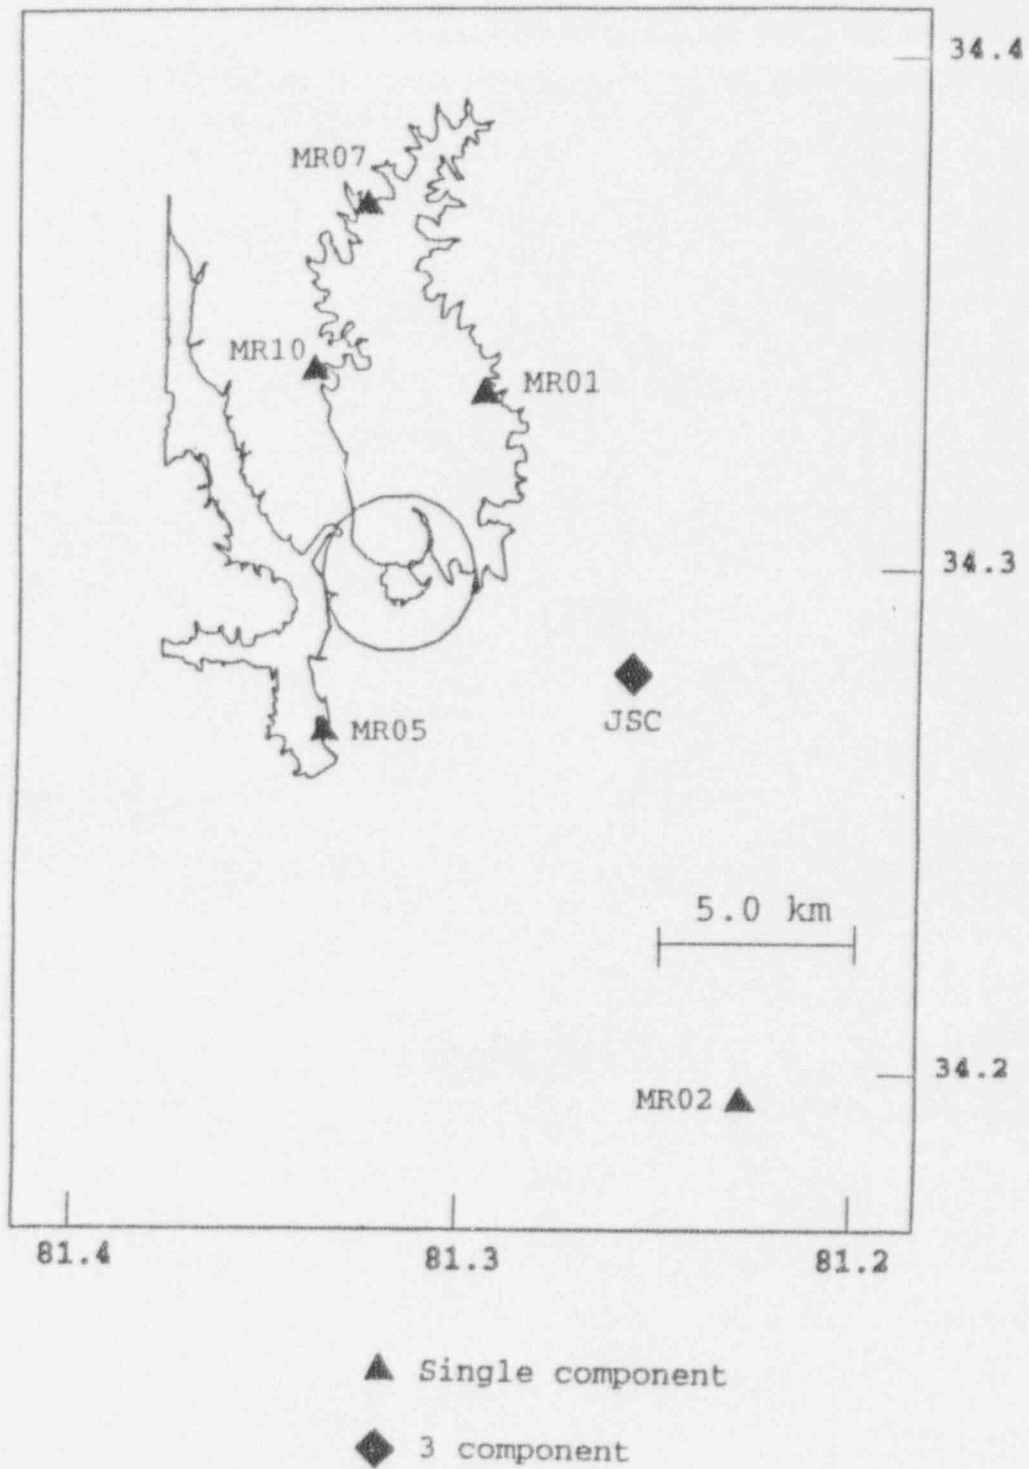 34.4
MR07
MR10
MR01
34.3
JSC
MR05
5.0 km
34.2
MR02
81.4
81.3
81.2
Single component
3 component